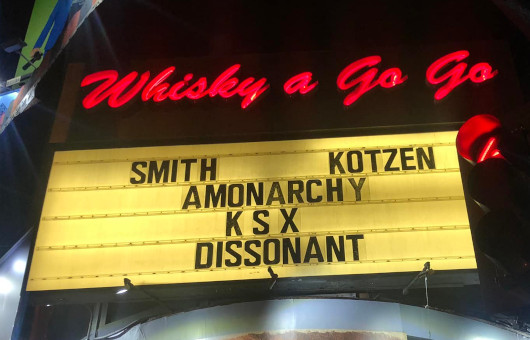 Whisky a Go Go
SMITH KOTZEN
AMONARCHY
KSX
DISSONANT